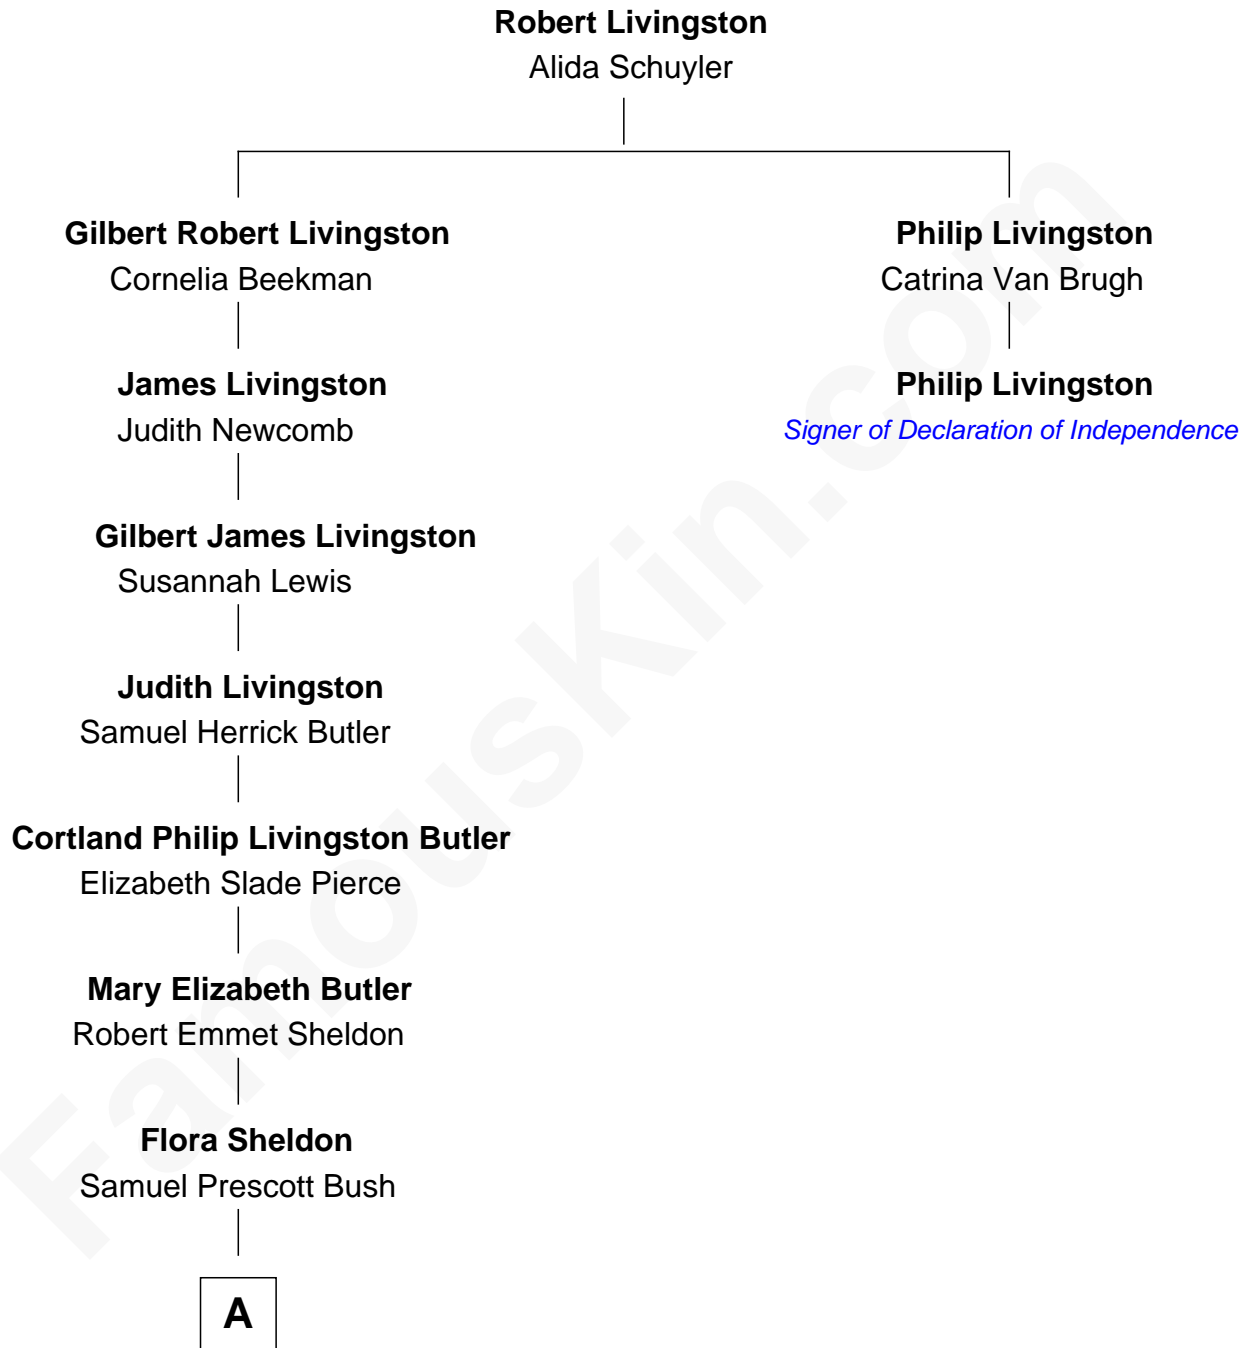 Robert Livingston
Alida Schuyler
Gilbert Robert Livingston
Cornelia Beekman
Philip Livingston
Catrina Van Brugh
James Livingston
Judith Newcomb
Philip Livingston
Signer of Declaration of Independence
Gilbert James Livingston
Susannah Lewis
Judith Livingston
Samuel Herrick Butler
Cortland Philip Livingston Butler
Elizabeth Slade Pierce
Mary Elizabeth Butler
Robert Emmet Sheldon
Flora Sheldon
Samuel Prescott Bush
A
FamousKin.com